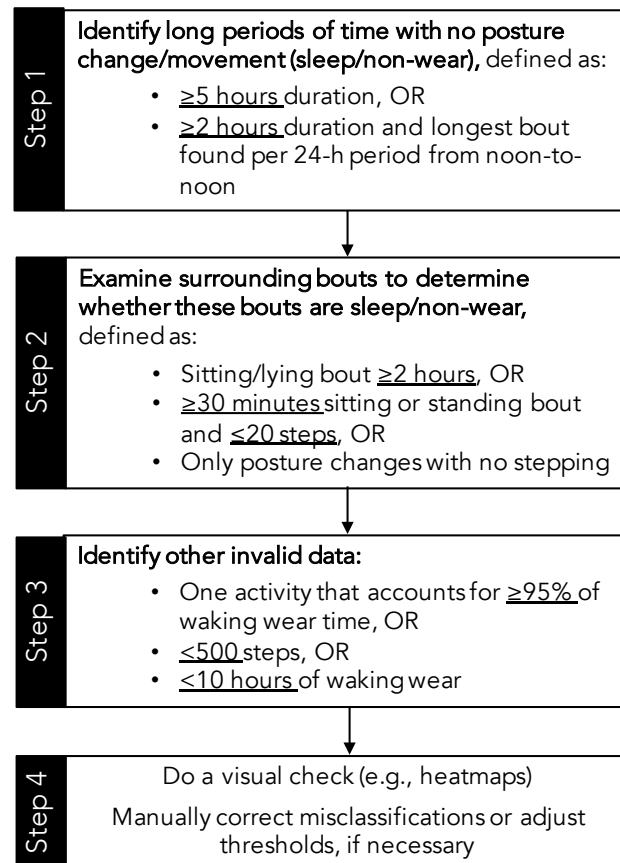 Step 1
Identify long periods of time with no posture
change/movement (sleep/non-wear), defined as:
• ≥5 hours duration, OR
• ≥2 hours duration and longest bout
found per 24-h period from noon-to-
noon
Step 2
Examine surrounding bouts to determine
whether these bouts are sleep/non-wear,
defined as:
• Sitting/lying bout ≥2 hours, OR
• ≥30 minutes sitting or standing bout
and ≤20 steps, OR
• Only posture changes with no stepping
Step 3
Identify other invalid data:
• One activity that accounts for ≥95% of
waking wear time, OR
• <500 steps, OR
• <10 hours of waking wear
Step 4
Do a visual check (e.g., heatmaps)
Manually correct misclassifications or adjust
thresholds, if necessary